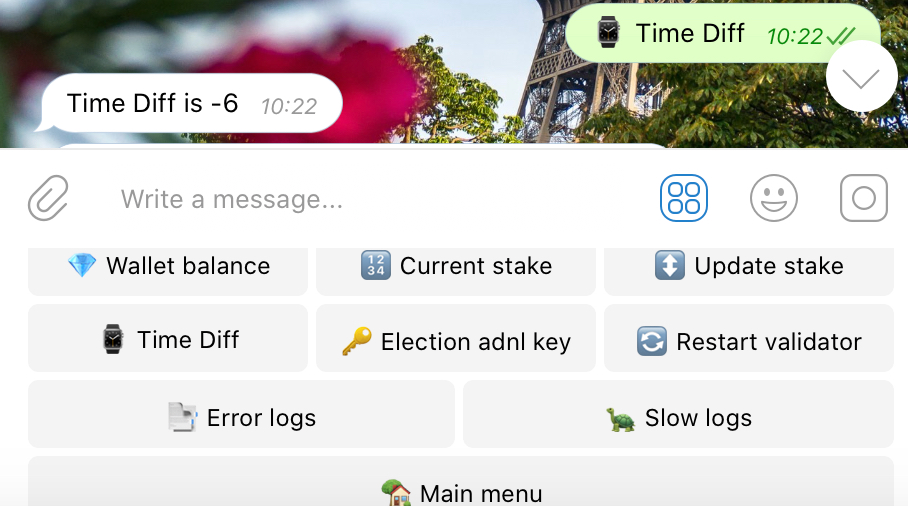 Time Diff 10:22
Time Diff is -6 10:22
Write a message...
Wallet balance Current stake Update stake
Time Diff Election adnl key Restart validator
Error logs Slow logs
Main menu